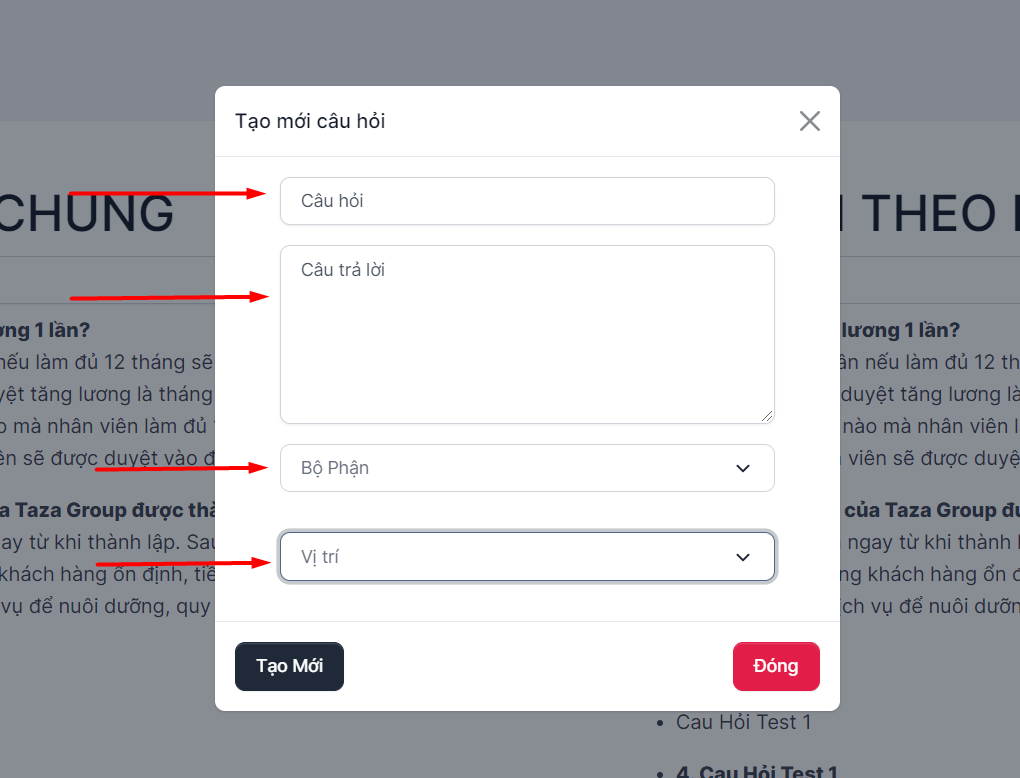 Tạo mới câu hỏi
CHUNG
THEO
Câu hỏi
Câu trả lời
ơng 1 lần?
nếu làm đủ 12 tháng sẽ
yệt tăng lương là tháng
o mà nhân viên làm đủ
ên sẽ được duyệt vào đ
a Taza Group được thà
gay từ khi thành lập. Sau
khách hàng ổn định, tiề
vụ để nuôi dưỡng, quy
lương 1 lần?
ần nếu làm đủ 12 th
duyệt tăng lương là
nào mà nhân viên l
viên sẽ được duyệ
của Taza Group đư
ngay từ khi thành l
ng khách hàng ổn đ
ịch vụ để nuôi dưỡn
Bộ Phận
Vị trí
Tạo Mới
Đóng
Cau Hỏi Test 1
4. Cau Hỏi Test 1